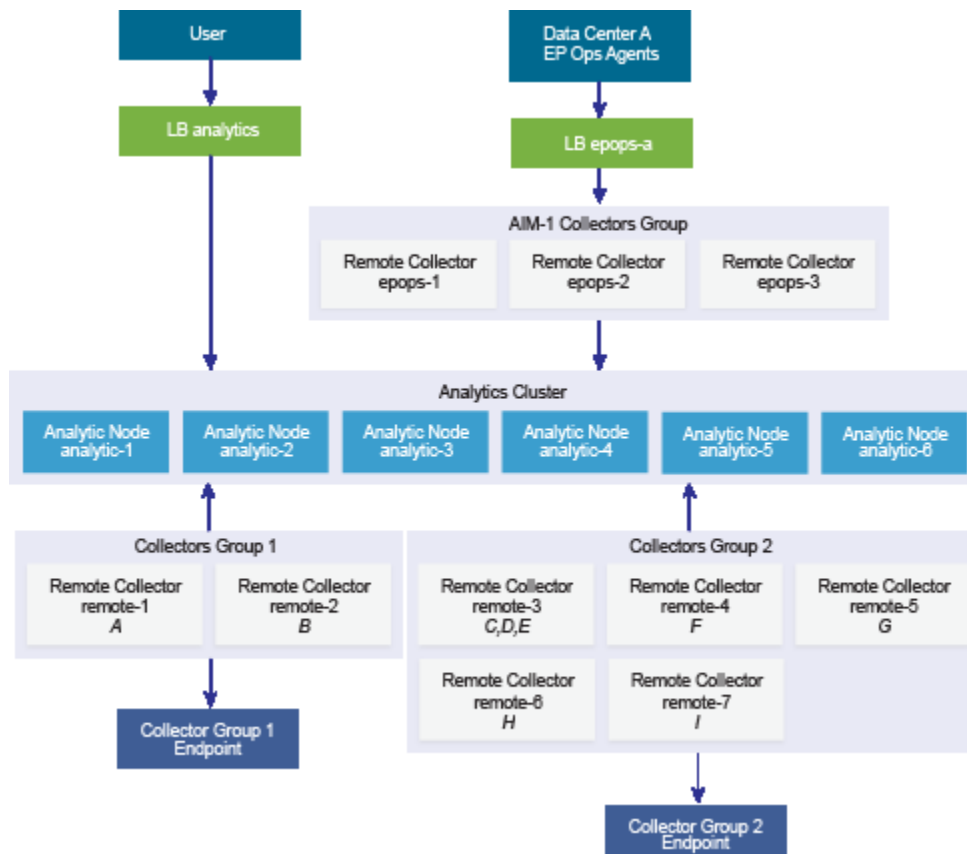 User
Data Center A
EP Ops Agents
LB analytics
LB epops-a
AIM-1 Collectors Group
Remote Collector
epops-1
Remote Collector
epops-2
Remote Collector
epops-3
Analytics Cluster
Analytic Node
analytic-1
Analytic Node
analytic-2
Analytic Node
analytic-3
Analytic Node
analytic-4
Analytic Node
analytic-5
Analytic Node
analytic-6
Collectors Group 1
Remote Collector
remote-1
A
Remote Collector
remote-2
B
Collector Group 1
Endpoint
Collectors Group 2
Remote Collector
remote-3
C,D,E
Remote Collector
remote-4
F
Remote Collector
remote-5
G
Remote Collector
remote-6
H
Remote Collector
remote-7
I
Collector Group 2
Endpoint